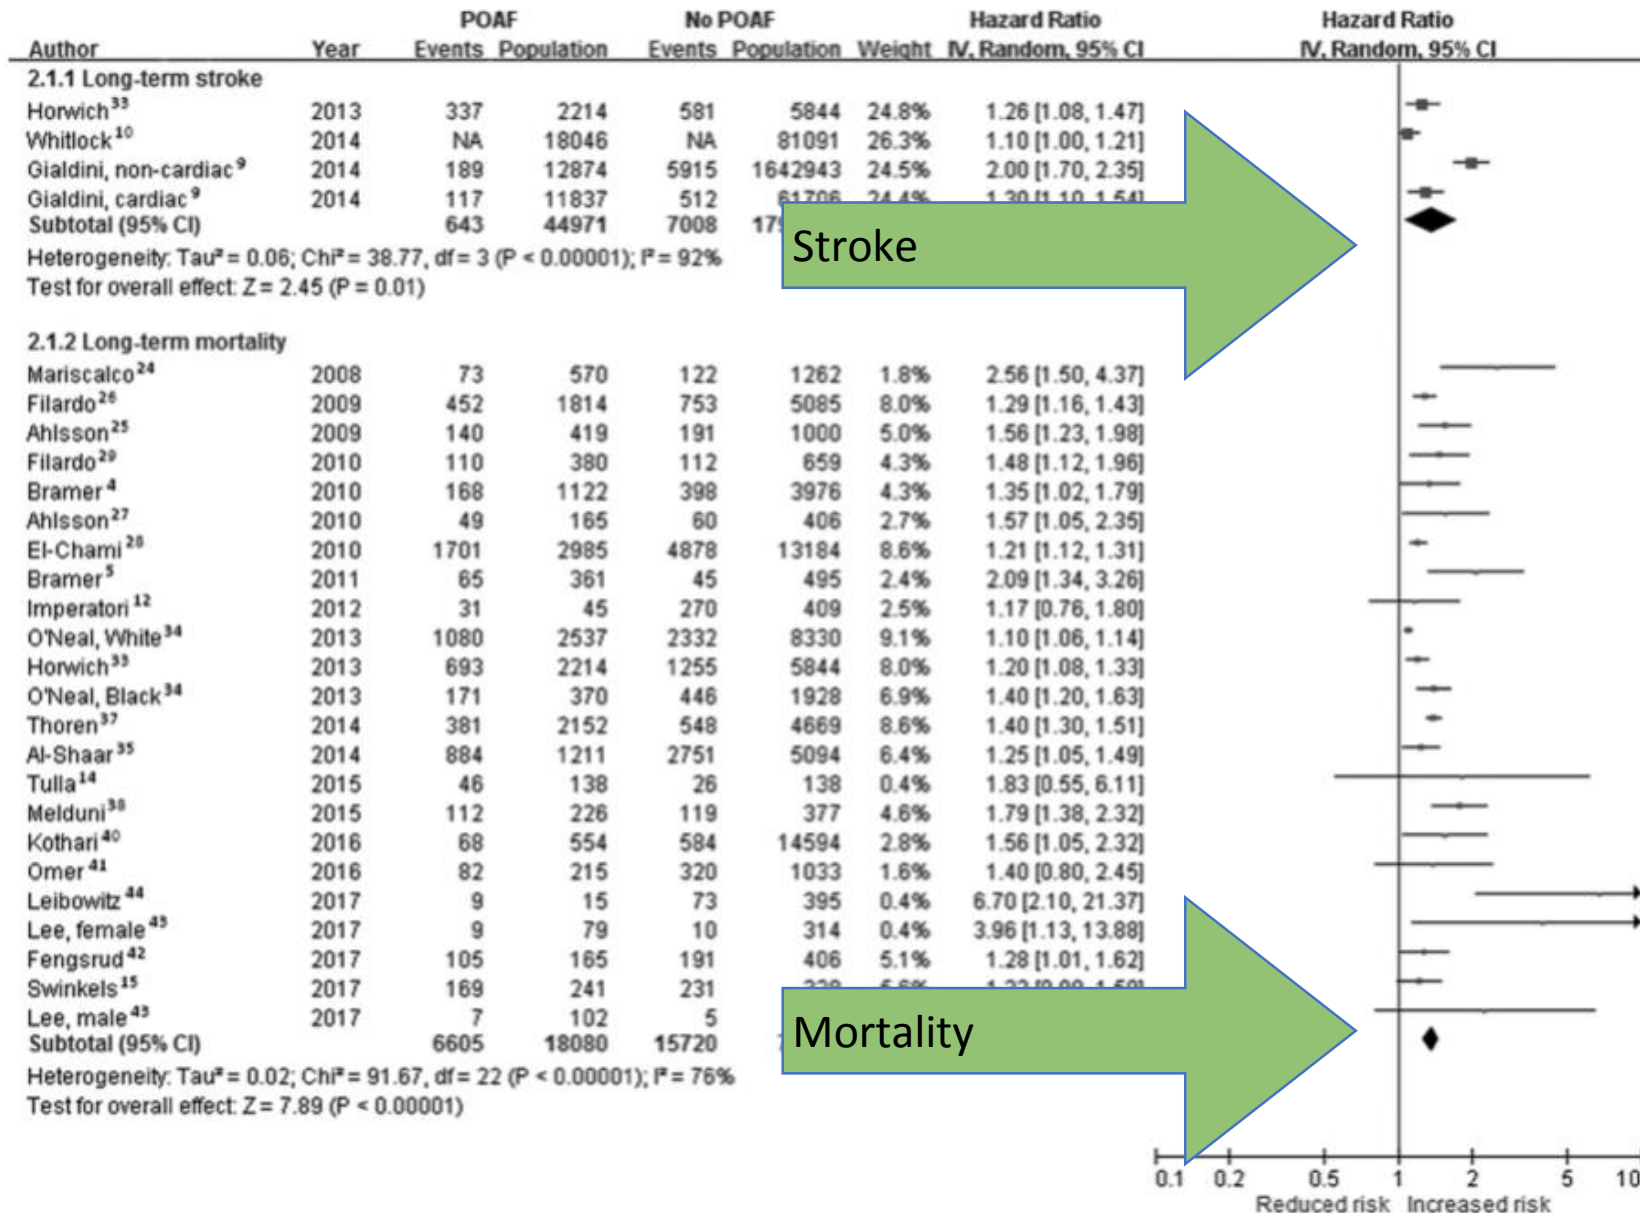 POAF No POAF Hazard Ratio Hazard Ratio
Author Year Events Population Events Population Weight IV, Random, 95% CI IV, Random, 95% CI
2.1.1 Long-term stroke
Horwich³³ 2013 337 2214 581 5844 24.8% 1.26 [1.08, 1.47]
Whitlock¹⁰ 2014 NA 18046 NA 81091 26.3% 1.10 [1.00, 1.21]
Gialdini, non-cardiac⁹ 2014 189 12874 5915 1642943 24.5% 2.00 [1.70, 2.35]
Gialdini, cardiac⁹ 2014 117 11837 512 61706 24.4% 1.30 [1.10, 1.54]
Subtotal (95% CI) 643 44971 7008
Heterogeneity: Tau² = 0.06; Chi² = 38.77, df = 3 (P < 0.00001); I² = 92%
Test for overall effect: Z = 2.45 (P = 0.01)
Stroke
2.1.2 Long-term mortality
Mariscalco²⁴ 2008 73 570 122 1262 1.8% 2.56 [1.50, 4.37]
Filardo²⁶ 2009 452 1814 753 5085 8.0% 1.29 [1.16, 1.43]
Ahlsson²⁵ 2009 140 419 191 1000 5.0% 1.56 [1.23, 1.98]
Filardo²⁹ 2010 110 380 112 659 4.3% 1.48 [1.12, 1.96]
Bramer⁴ 2010 168 1122 398 3976 4.3% 1.35 [1.02, 1.79]
Ahlsson²⁷ 2010 49 165 60 406 2.7% 1.57 [1.05, 2.35]
El-Chami²⁸ 2010 1701 2985 4878 13184 8.6% 1.21 [1.12, 1.31]
Bramer⁵ 2011 65 361 45 495 2.4% 2.09 [1.34, 3.26]
Imperatori¹² 2012 31 45 270 409 2.5% 1.17 [0.76, 1.80]
O'Neal, White³⁴ 2013 1080 2537 2332 8330 9.1% 1.10 [1.06, 1.14]
Horwich³³ 2013 693 2214 1255 5844 8.0% 1.20 [1.08, 1.33]
O'Neal, Black³⁴ 2013 171 370 446 1928 6.9% 1.40 [1.20, 1.63]
Thoren³⁷ 2014 381 2152 548 4669 8.6% 1.40 [1.30, 1.51]
Al-Shaar³⁵ 2014 884 1211 2751 5094 6.4% 1.25 [1.05, 1.49]
Tulla¹⁴ 2015 46 138 26 138 0.4% 1.83 [0.55, 6.11]
Melduni³⁸ 2015 112 226 119 377 4.6% 1.79 [1.38, 2.32]
Kothari⁴⁰ 2016 68 554 584 14594 2.8% 1.56 [1.05, 2.32]
Omer⁴¹ 2016 82 215 320 1033 1.6% 1.40 [0.80, 2.45]
Leibowitz⁴⁴ 2017 9 15 73 395 0.4% 6.70 [2.10, 21.37]
Lee, female⁴³ 2017 9 79 10 314 0.4% 3.96 [1.13, 13.88]
Fengsrud⁴² 2017 105 165 191 406 5.1% 1.28 [1.01, 1.62]
Swinkels¹⁵ 2017 169 241 231
Lee, male⁴³ 2017 7 102 5
Subtotal (95% CI) 6605 18080 15720
Heterogeneity: Tau² = 0.02; Chi² = 91.67, df = 22 (P < 0.00001); I² = 76%
Test for overall effect: Z = 7.89 (P < 0.00001)
Mortality
0.1 0.2 0.5 1 2 5 10
Reduced risk Increased risk